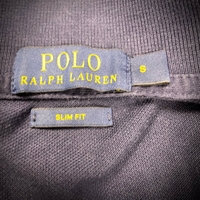 POLO
RALPH LAUREN
S
SLIM FIT